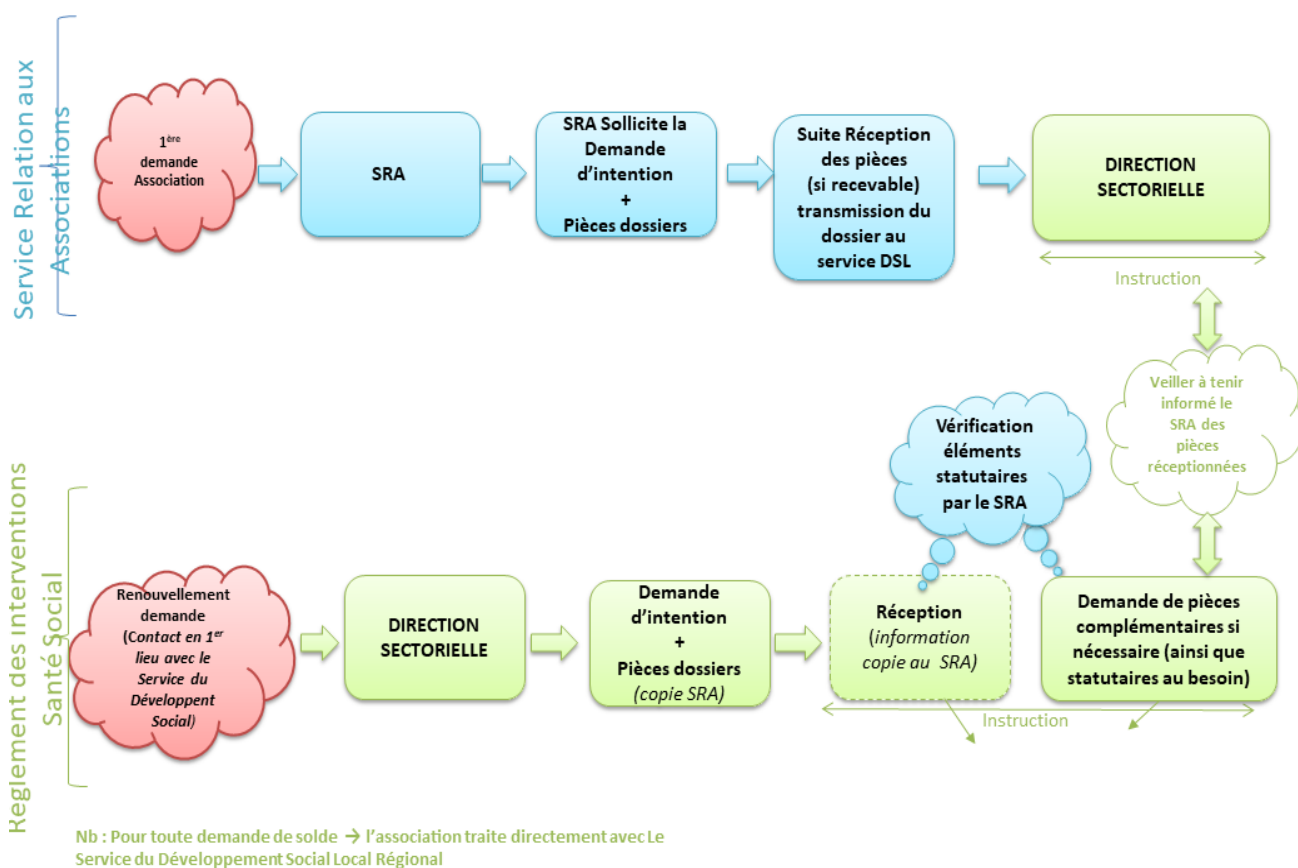 Service Relation aux
Associations
1ère
demande
Association
SRA
SRA Sollicite la
Demande
d’intention
+
Pièces dossiers
Suite Réception
des pièces
(si recevable)
transmission du
dossier au
service DSL
DIRECTION
SECTORIELLE
Instruction
Veiller à tenir
informé le
SRA des
pièces
réceptionnées
Vérification
éléments
statutaires
par le SRA
Règlement des interventions
Santé Social
Renouvellement
demande
(Contact en 1er
lieu avec le
Service du
Développent
Social)
DIRECTION
SECTORIELLE
Demande
d’intention
+
Pièces dossiers
(copie SRA)
Réception
(information
copie au SRA)
Demande de pièces
complémentaires si
nécessaire (ainsi que
statutaires au besoin)
Instruction
Nb : Pour toute demande de solde → l’association traite directement avec Le
Service du Développement Social Local Régional